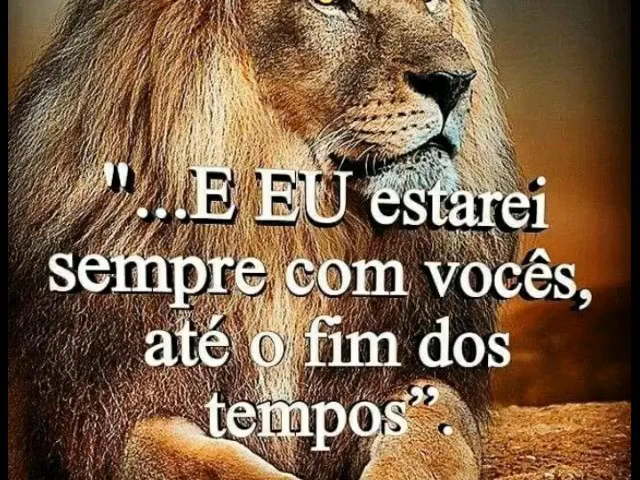 "...E EU estarei
sempre com vocês,
até o fim dos
tempos”.